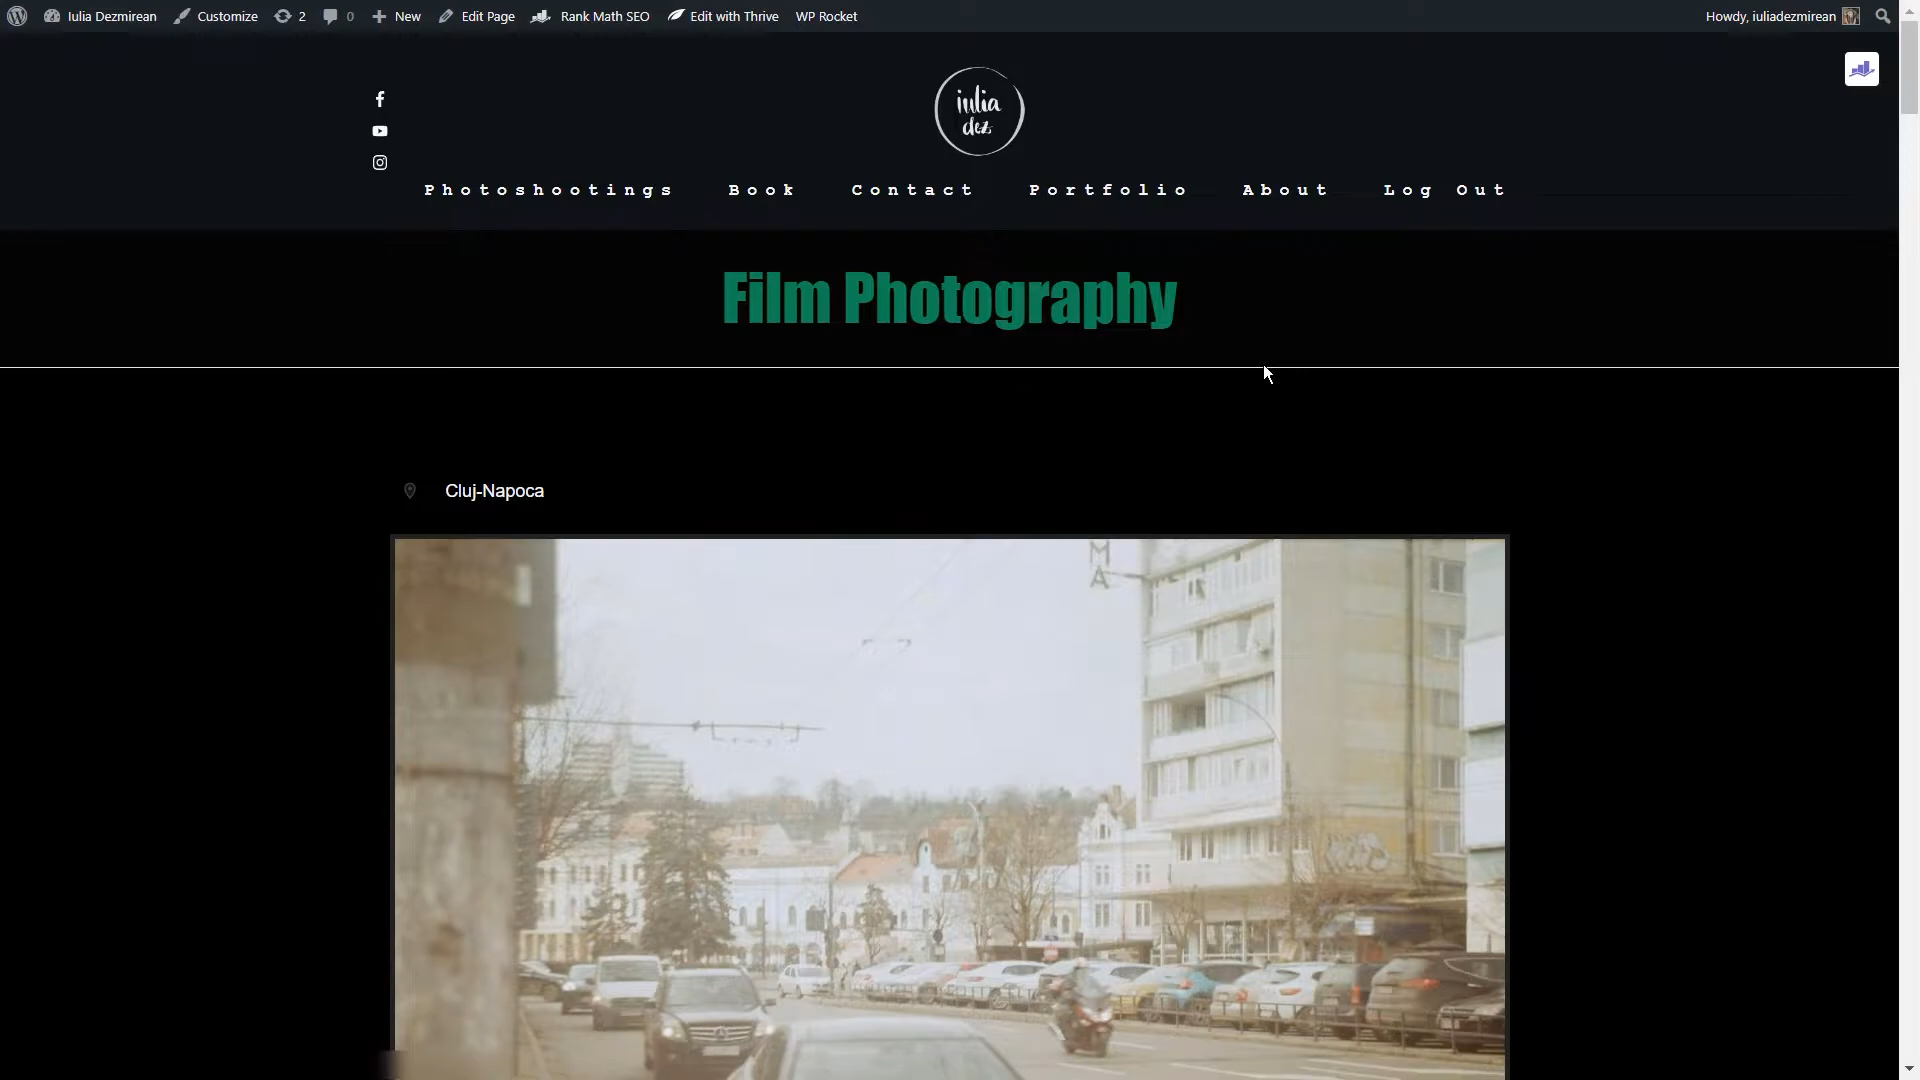 Iulia Dezmirean Customize 2 0 New Edit Page Rank Math SEO Edit with Thrive WP Rocket Howdy, iuliadezmirean
iulia
dez
Photoshootings Book Contact Portfolio About Log Out
Film Photography
Cluj-Napoca
M
A